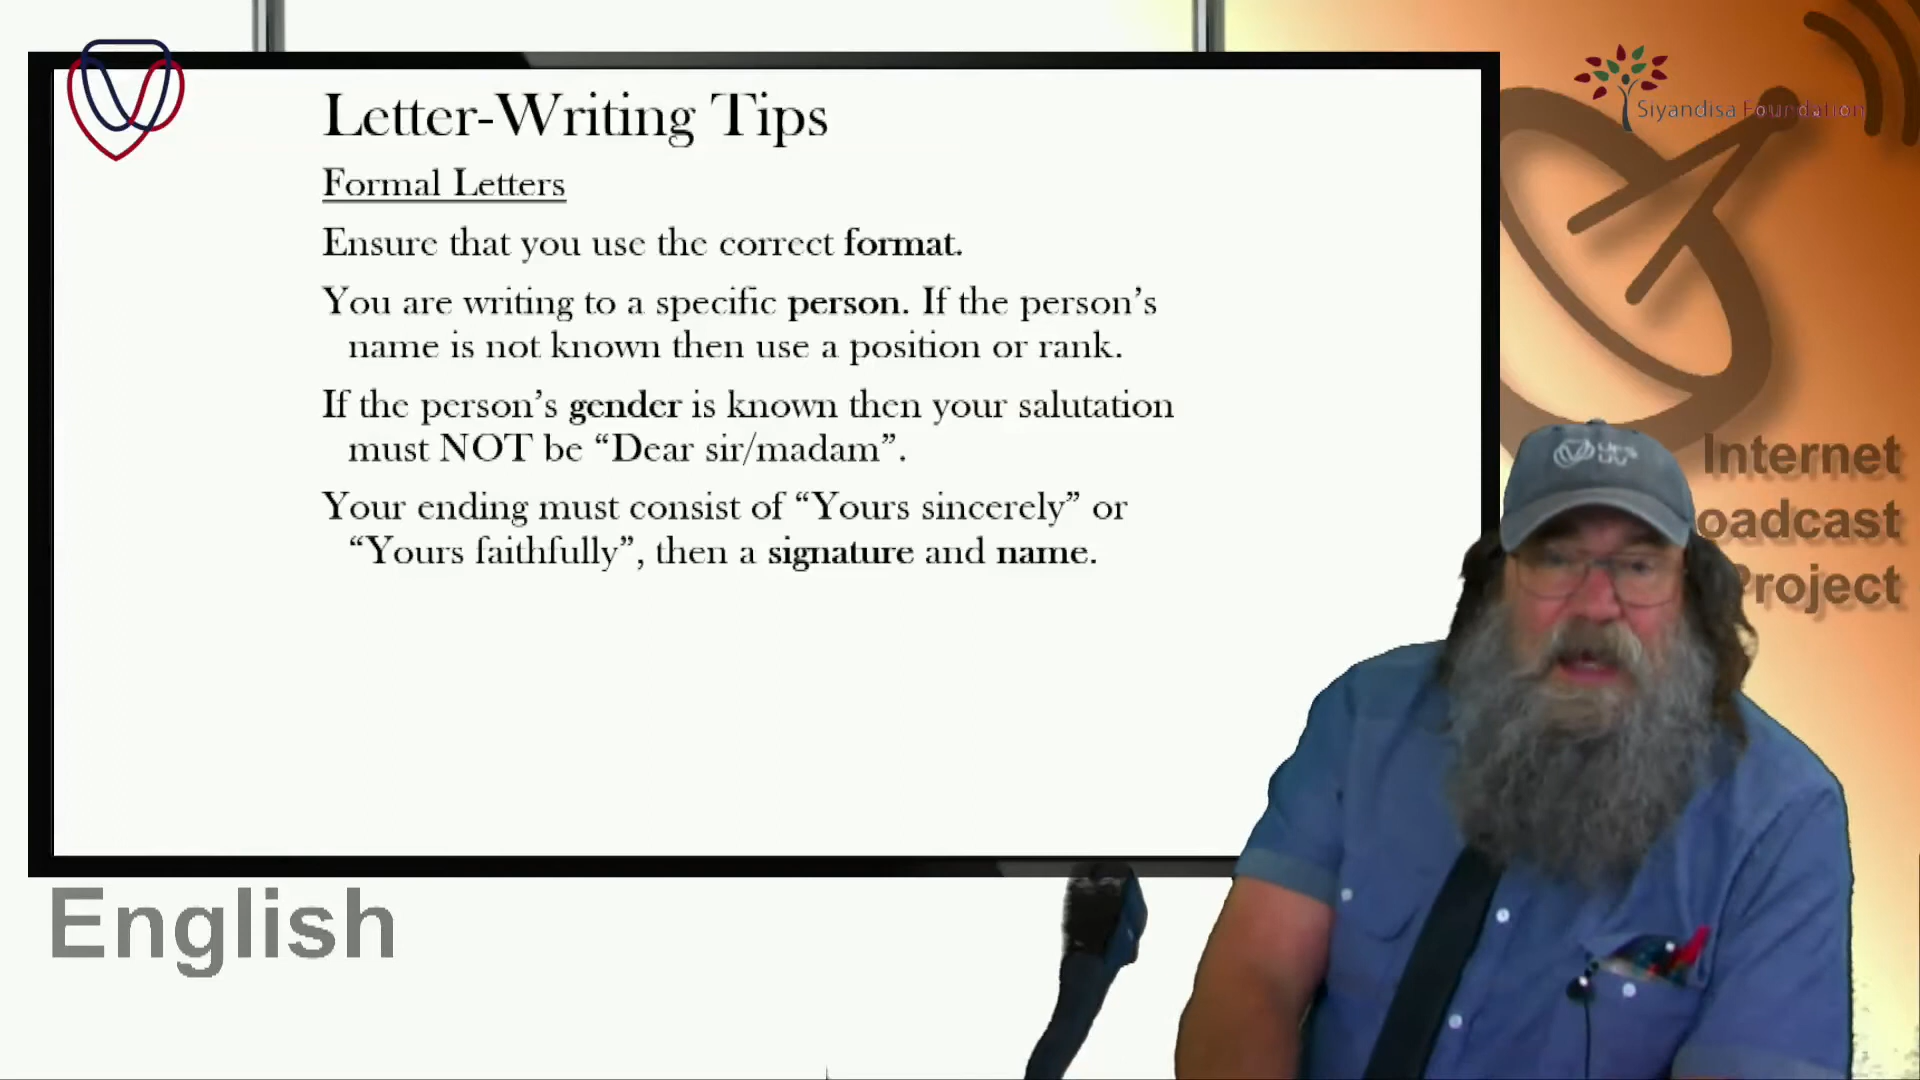 Letter-Writing Tips
Formal Letters
Ensure that you use the correct format.
You are writing to a specific person. If the person's
name is not known then use a position or rank.
If the person's gender is known then your salutation
must NOT be “Dear sir/madam”.
Your ending must consist of “Yours sincerely” or
“Yours faithfully”, then a signature and name.
Siyandisa Foundation
Internet
oadcast
Project
English